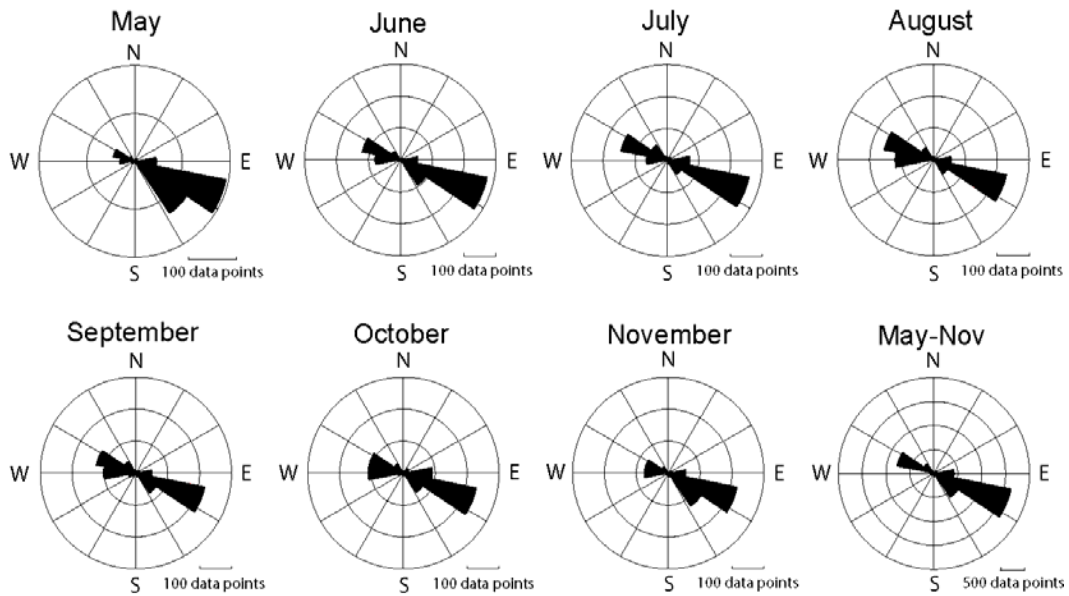 May
N
W
E
S
100 data points
June
N
W
E
S
100 data points
July
N
W
E
S
100 data points
August
N
W
E
S
100 data points
September
N
W
E
S
100 data points
October
N
W
E
S
100 data points
November
N
W
E
S
100 data points
May-Nov
N
W
E
S
500 data points